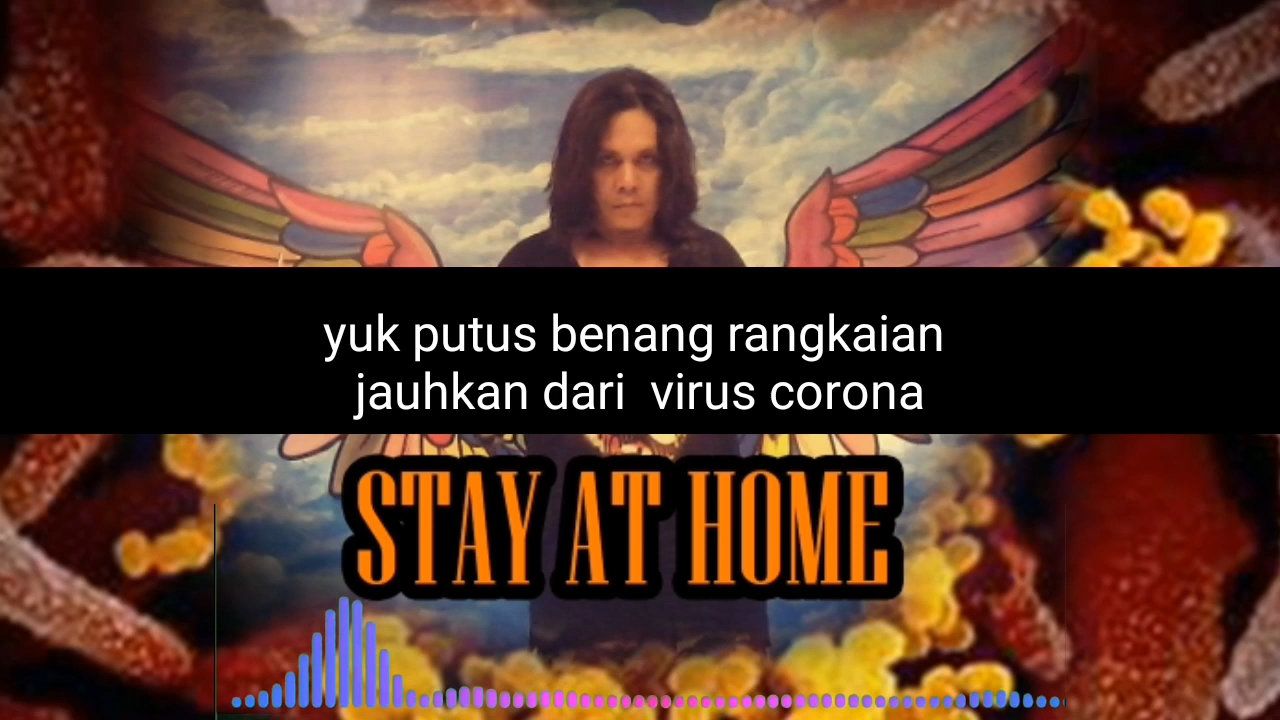 yuk putus benang rangkaian
jauhkan dari  virus corona
STAY AT HOME